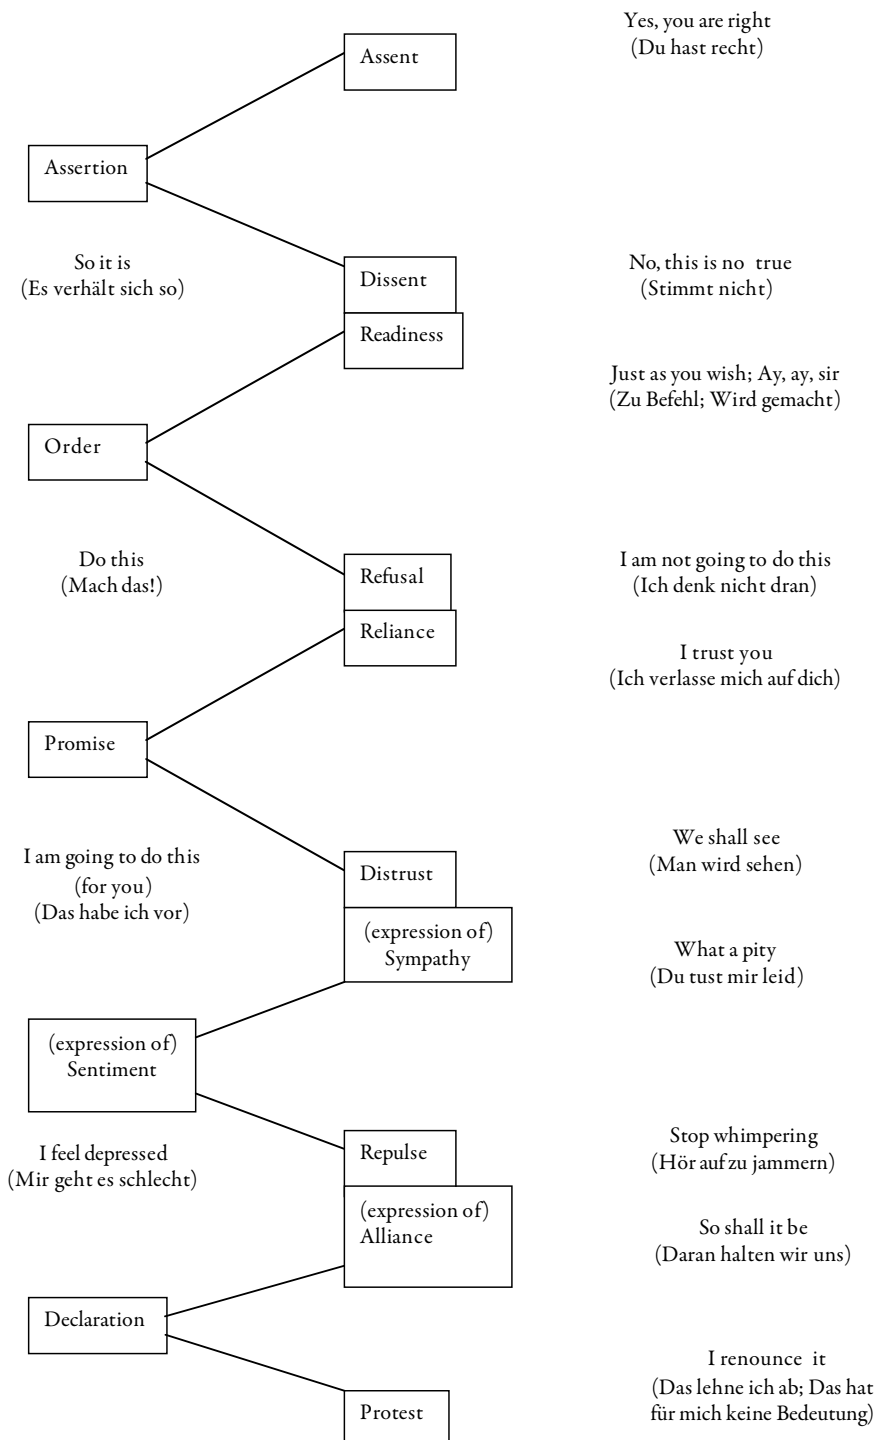 Yes, you are right
(Du hast recht)
Assent
Assertion
So it is
(Es verhält sich so)
Dissent
No, this is no true
(Stimmt nicht)
Readiness
Just as you wish; Ay, ay, sir
(Zu Befehl; Wird gemacht)
Order
Do this
(Mach das!)
Refusal
I am not going to do this
(Ich denk nicht dran)
Reliance
I trust you
(Ich verlasse mich auf dich)
Promise
I am going to do this
(for you)
(Das habe ich vor)
Distrust
We shall see
(Man wird sehen)
(expression of)
Sympathy
What a pity
(Du tust mir leid)
(expression of)
Sentiment
I feel depressed
(Mir geht es schlecht)
Repulse
Stop whimpering
(Hör auf zu jammern)
(expression of)
Alliance
So shall it be
(Daran halten wir uns)
Declaration
Protest
I renounce it
(Das lehne ich ab; Das hat
für mich keine Bedeutung)